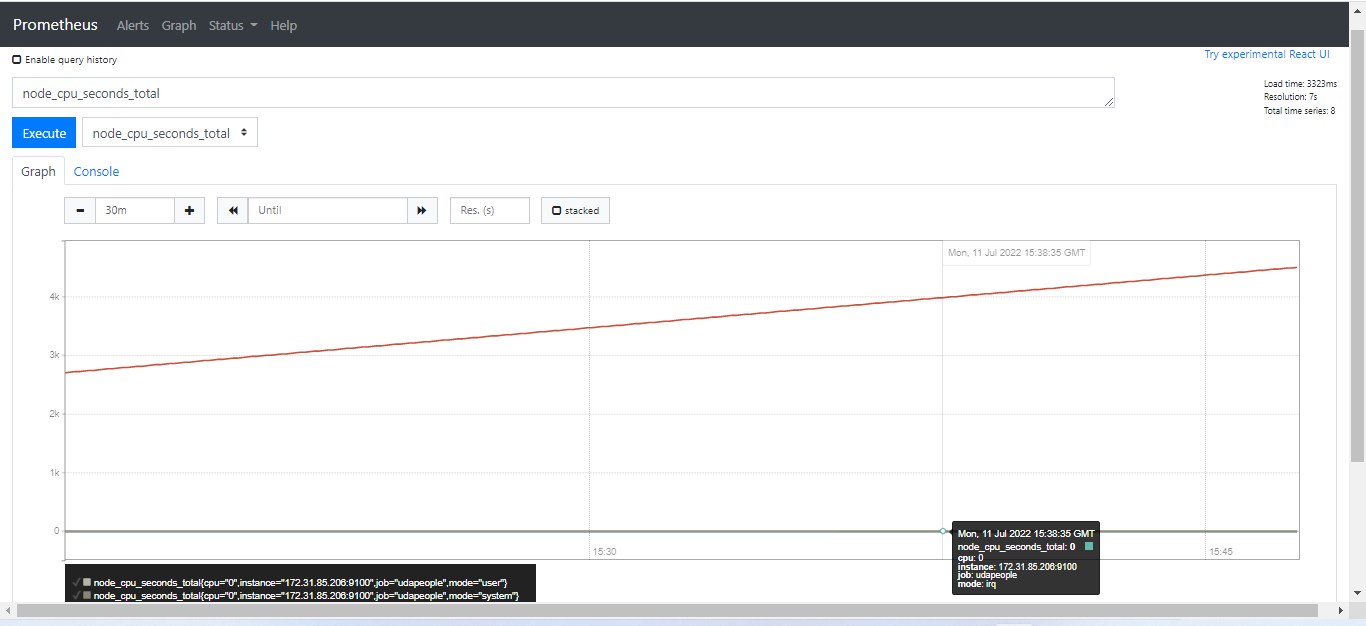 Prometheus Alerts Graph Status Help
Enable query history
Try experimental React UI
node_cpu_seconds_total
Load time: 3323ms
Resolution: 7s
Total time series: 8
Execute node_cpu_seconds_total
Graph Console
- 30m + Until Res. (s) stacked
Mon, 11 Jul 2022 15:38:35 GMT
4k
3k
2k
1k
0
15:30
15:45
Mon, 11 Jul 2022 15:38:35 GMT
node_cpu_seconds_total: 0
cpu: 0
instance: 172.31.85.206:9100
job: udapeople
mode: irq
node_cpu_seconds_total{cpu="0",instance="172.31.85.206:9100",job="udapeople",mode="user"}
node_cpu_seconds_total{cpu="0",instance="172.31.85.206:9100",job="udapeople",mode="system"}